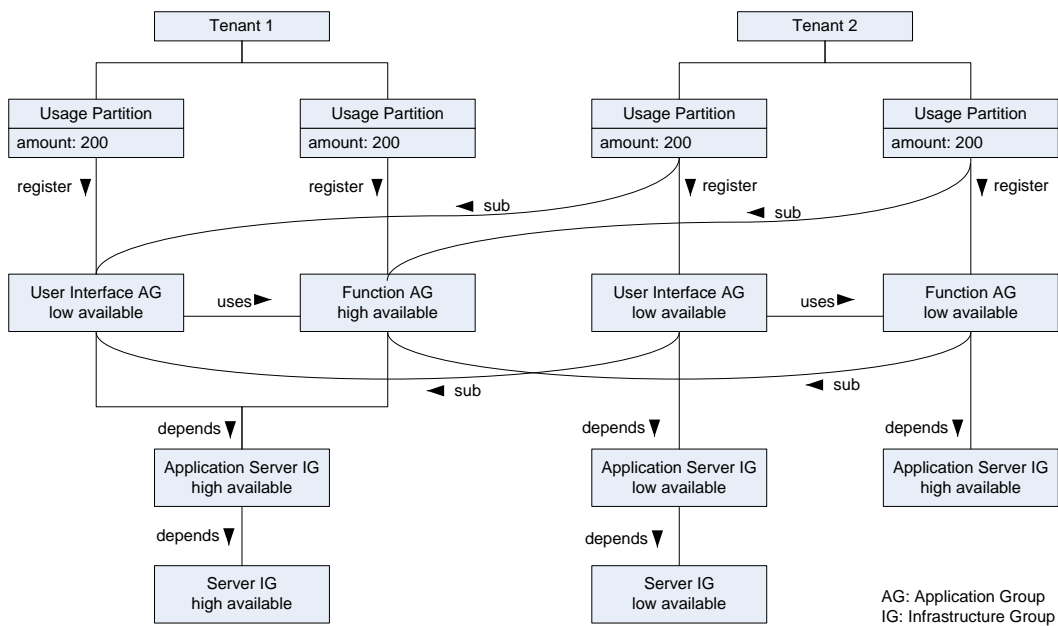 Tenant 1
Tenant 2
Usage Partition
amount: 200
Usage Partition
amount: 200
Usage Partition
amount: 200
Usage Partition
amount: 200
register
register
register
register
sub
sub
User Interface AG
low available
uses
Function AG
high available
User Interface AG
low available
uses
Function AG
low available
sub
sub
depends
depends
depends
Application Server IG
high available
Application Server IG
low available
Application Server IG
high available
depends
depends
Server IG
high available
Server IG
low available
AG: Application Group
IG: Infrastructure Group